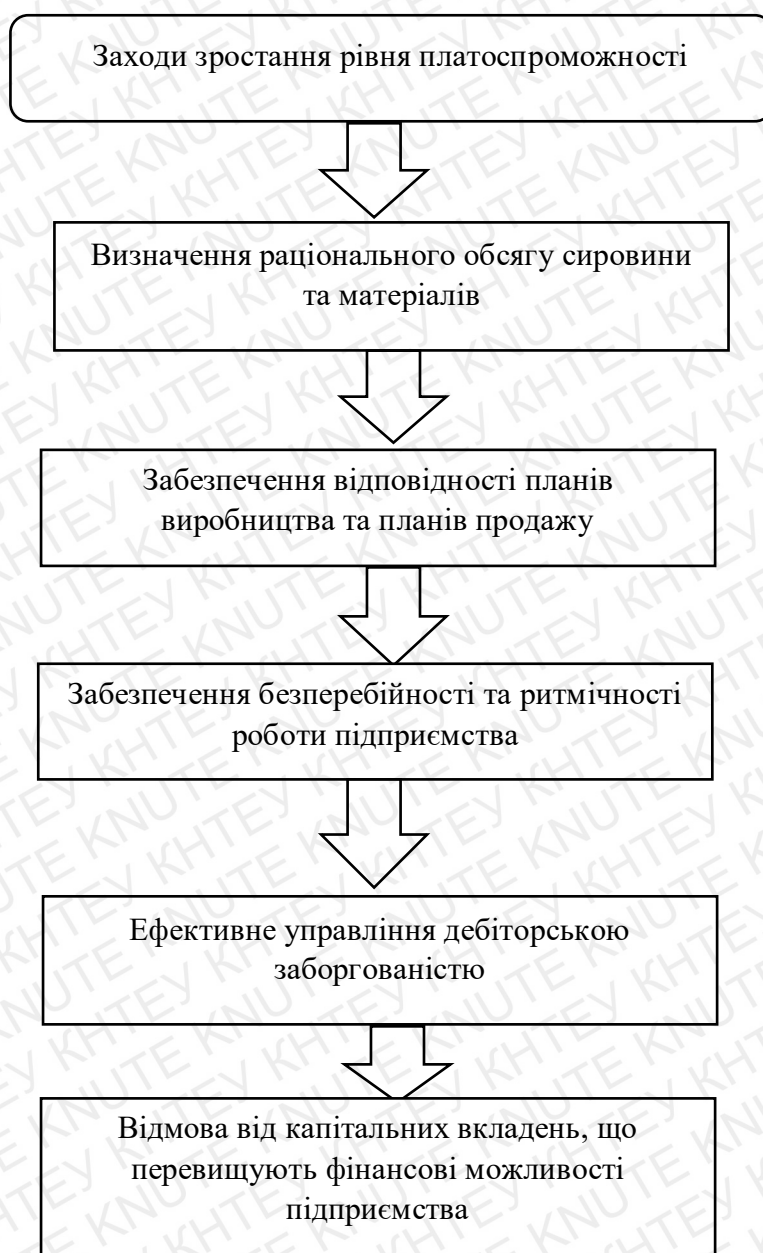 Заходи зростання рівня платоспроможності
Визначення раціонального обсягу сировини
та матеріалів
Забезпечення відповідності планів
виробництва та планів продажу
Забезпечення безперебійності та ритмічності
роботи підприємства
Ефективне управління дебіторською
заборгованістю
Відмова від капітальних вкладень, що
перевищують фінансові можливості
підприємства